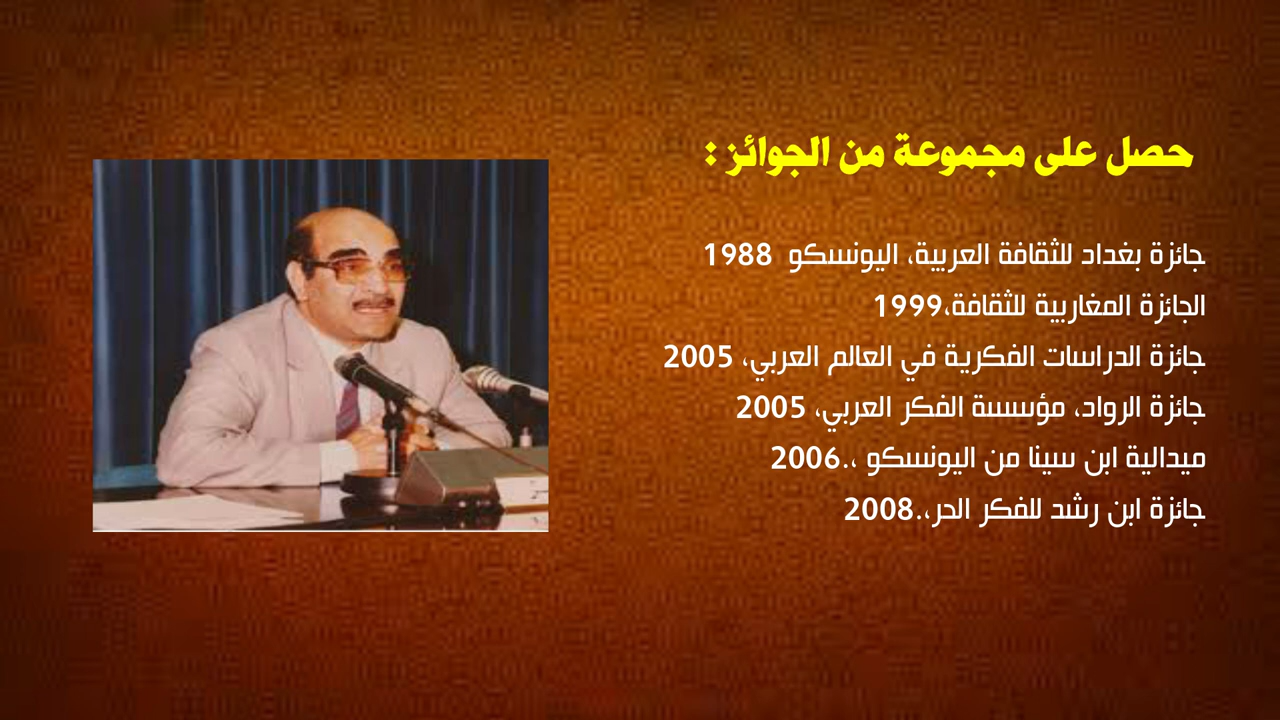 حصل على مجموعة من الجوائز :
جائزة بغداد للثقافة العربية، اليونسكو 1988
الجائزة المغاربية للثقافة،1999
جائزة الدراسات الفكرية في العالم العربي، 2005
جائزة الرواد، مؤسسة الفكر العربي، 2005
ميدالية ابن سينا من اليونسكو ،.2006
جائزة ابن رشد للفكر الحر،.2008